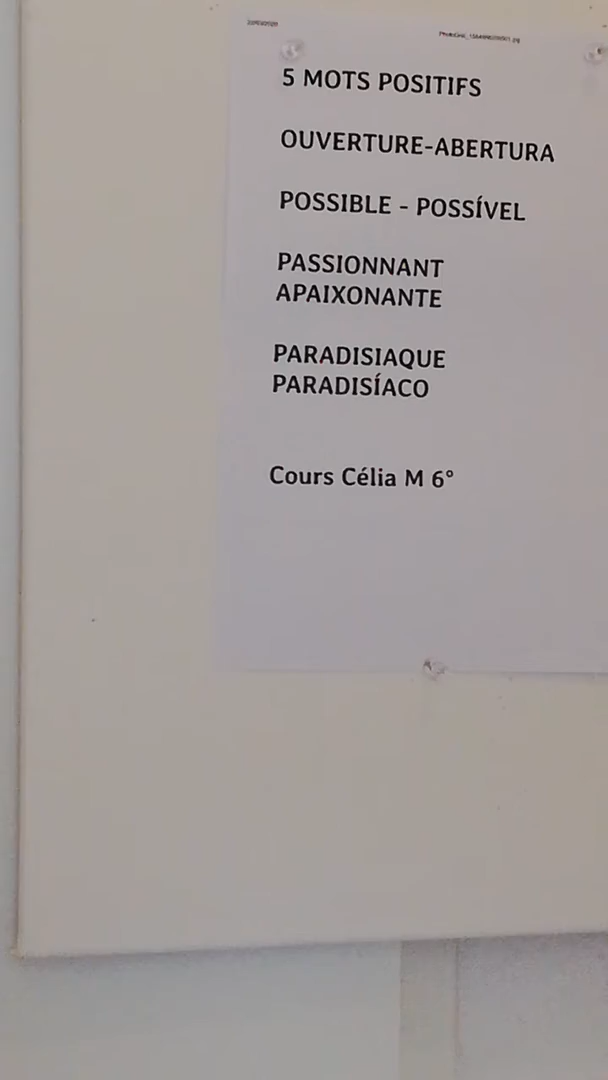 5 MOTS POSITIFS
OUVERTURE-ABERTURA
POSSIBLE - POSSÍVEL
PASSIONNANT
APAIXONANTE
PARADISIAQUE
PARADISÍACO
Cours Célia M 6°